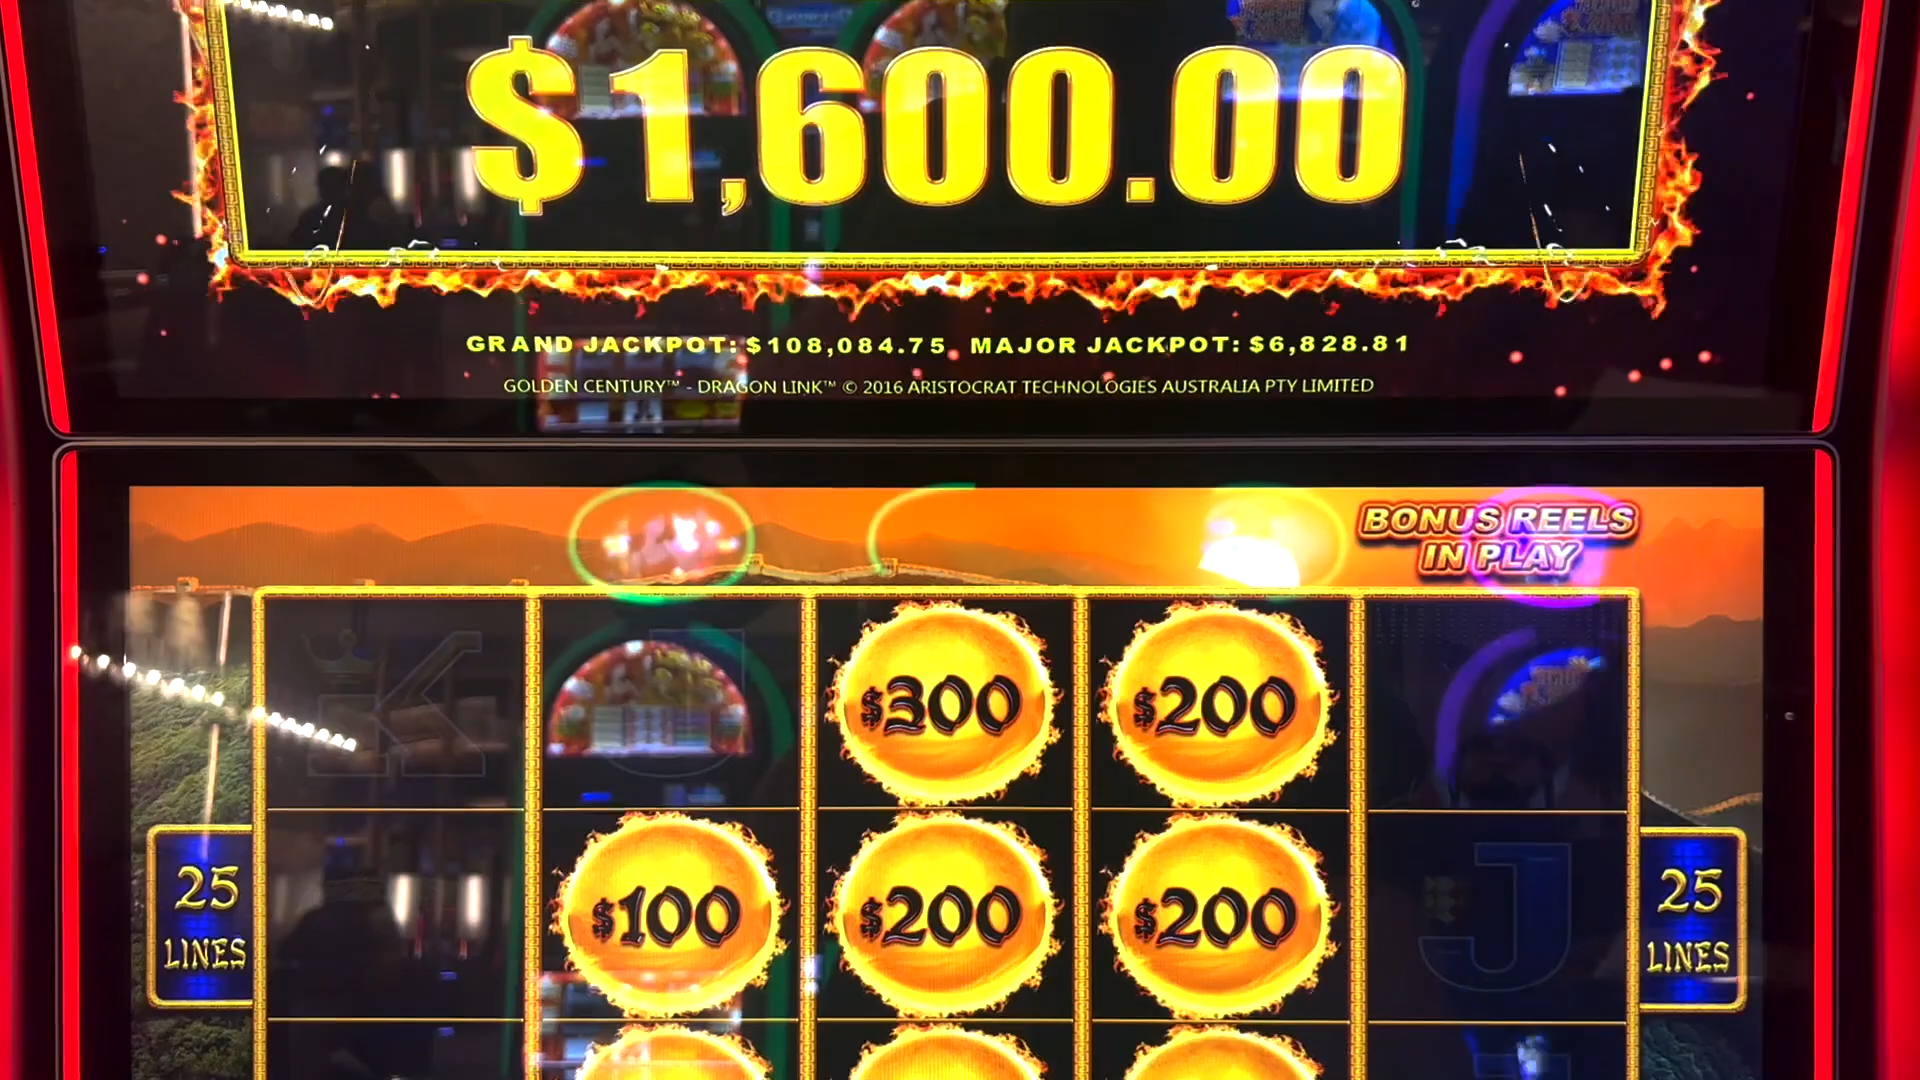 $1,600.00
GRAND JACKPOT: $108,084.75 MAJOR JACKPOT: $6,828.81
GOLDEN CENTURY™ - DRAGON LINK™ © 2016 ARISTOCRAT TECHNOLOGIES AUSTRALIA PTY LIMITED
BONUS REELS
IN PLAY
K
$300
$200
25
LINES
$100
$200
$200
J
25
LINES